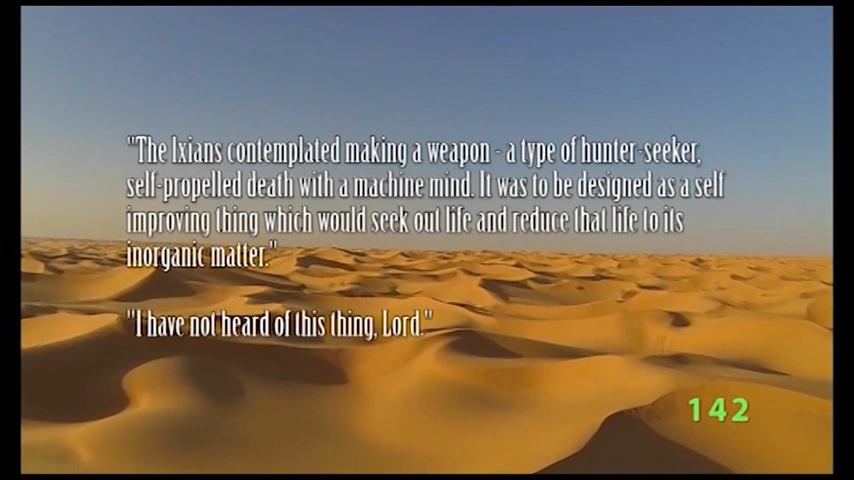 "The Ixians contemplated making a weapon - a type of hunter-seeker,
self-propelled death with a machine mind. It was to be designed as a self
improving thing which would seek out life and reduce that life to its
inorganic matter."
"I have not heard of this thing, Lord."
142